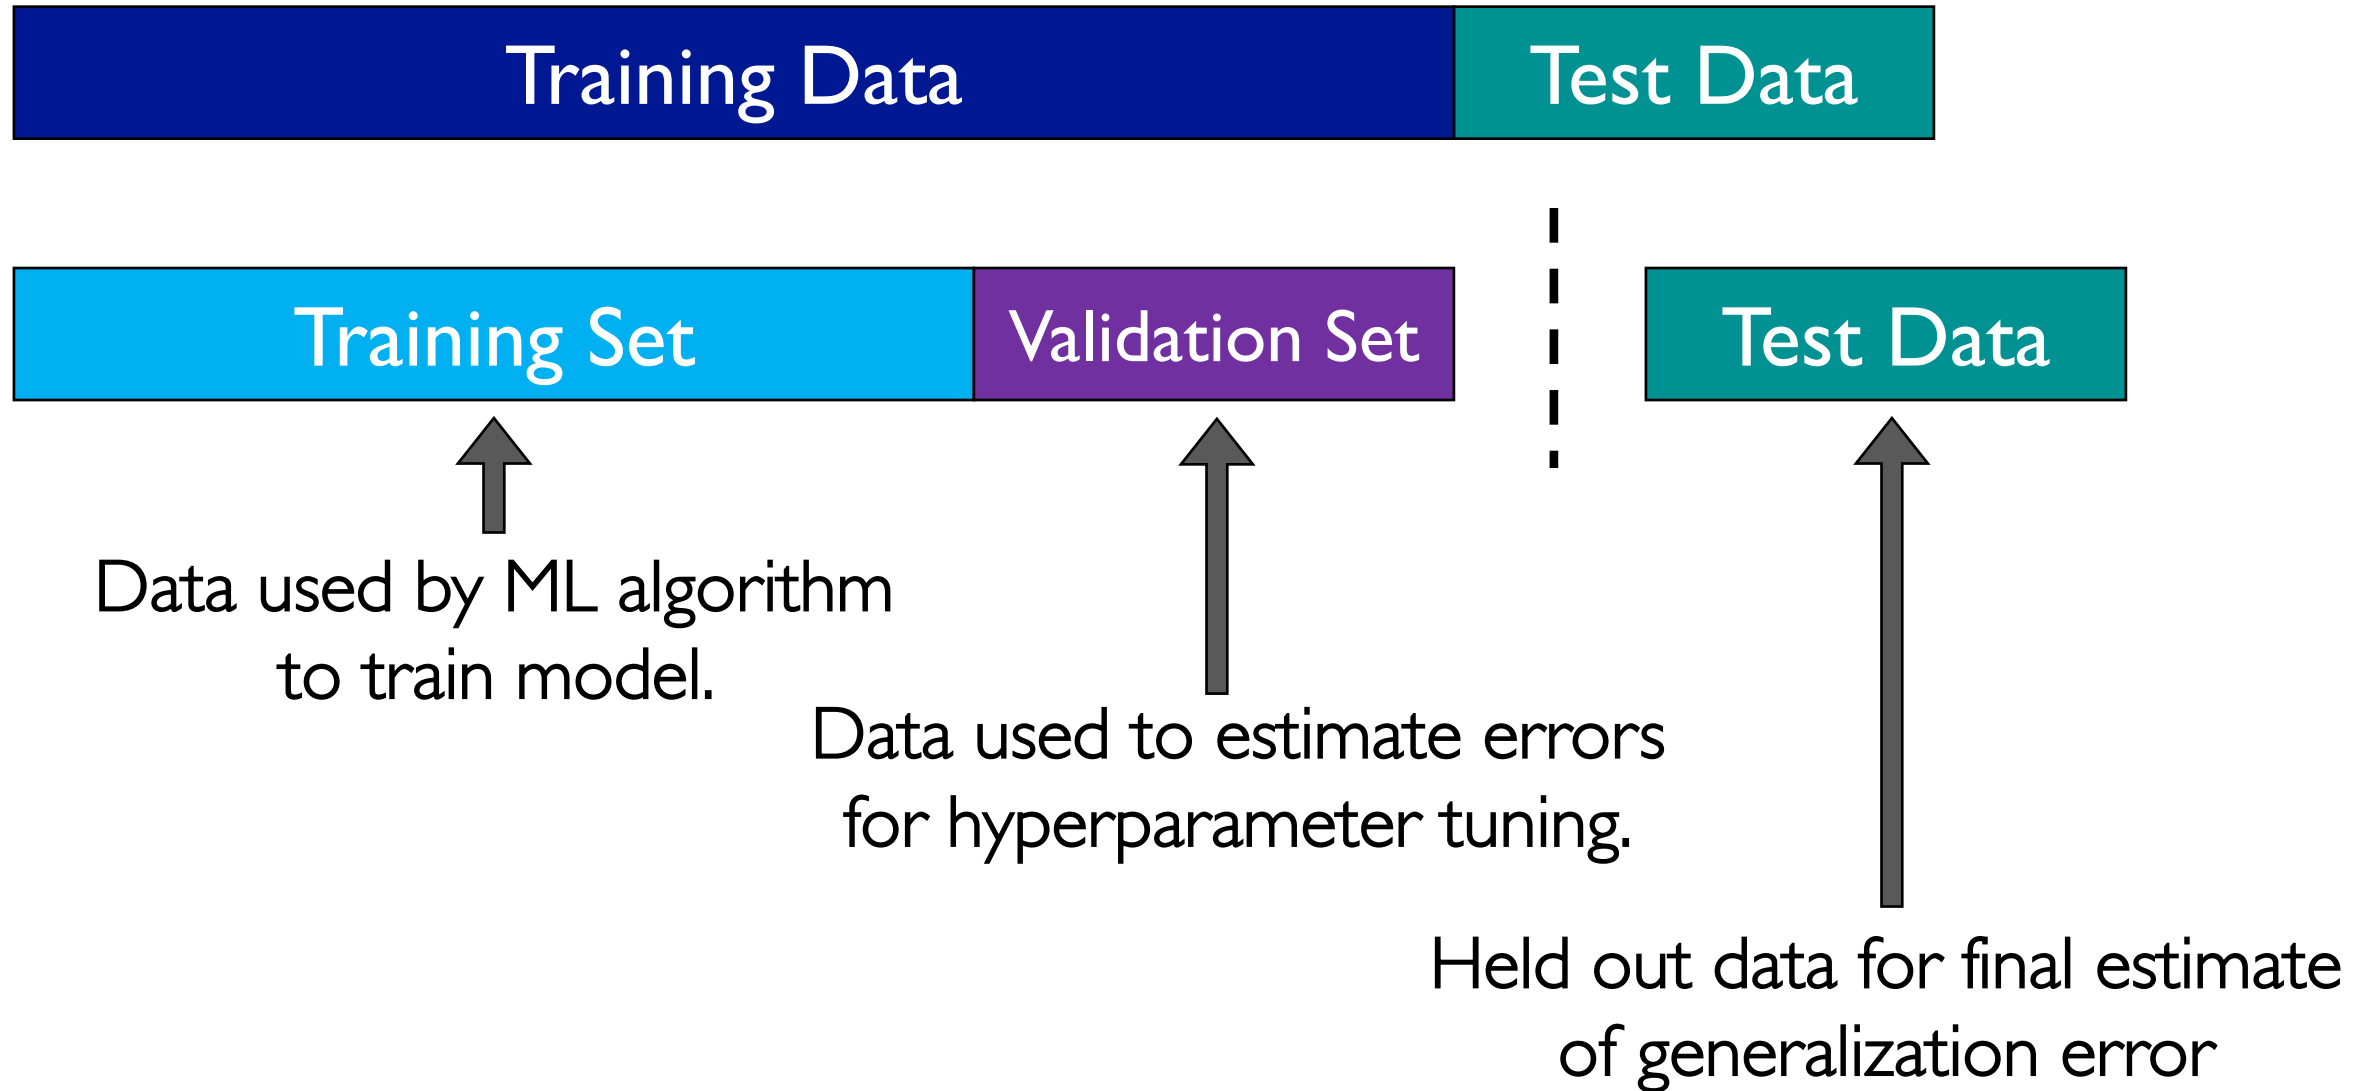 Training Data
Test Data
Training Set
Validation Set
Test Data
Data used by ML algorithm
to train model.
Data used to estimate errors
for hyperparameter tuning.
Held out data for final estimate
of generalization error